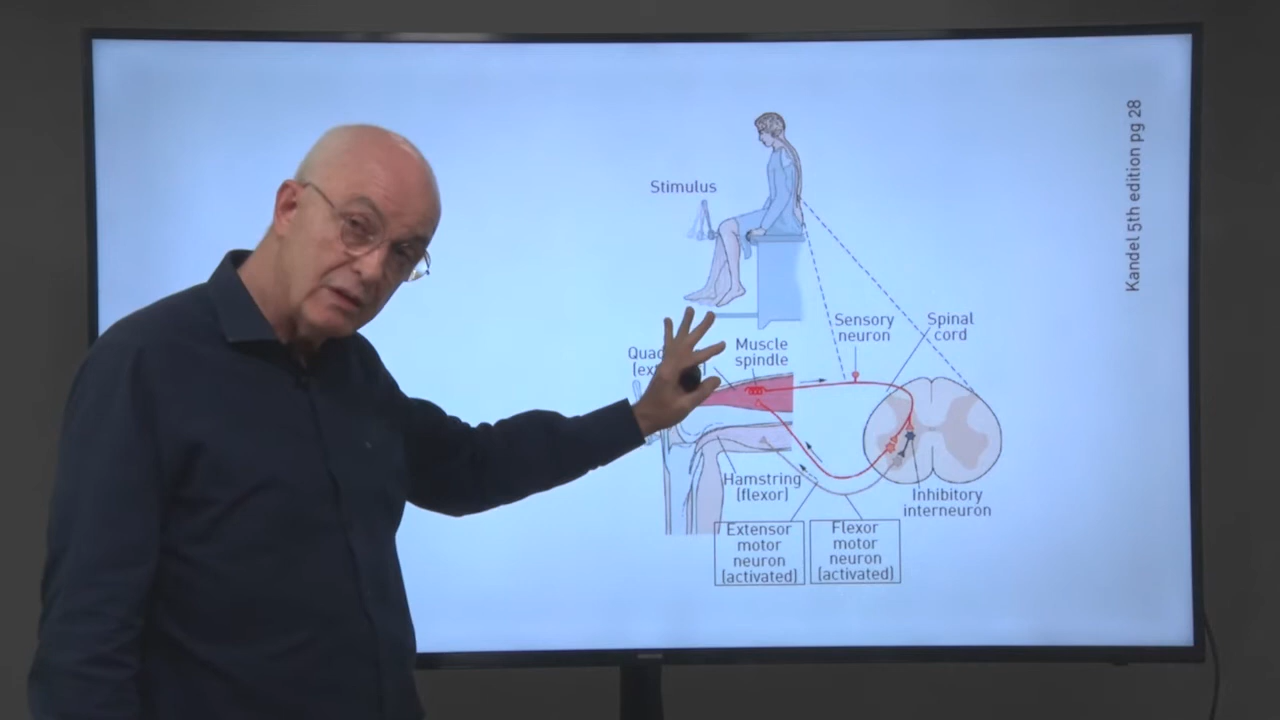 Kandel 5th edition pg 28
Stimulus
Sensory
neuron
Spinal
cord
Muscle
spindle
Hamstring
(flexor)
Inhibitory
interneuron
Extensor
motor
neuron
(activated)
Flexor
motor
neuron
(activated)